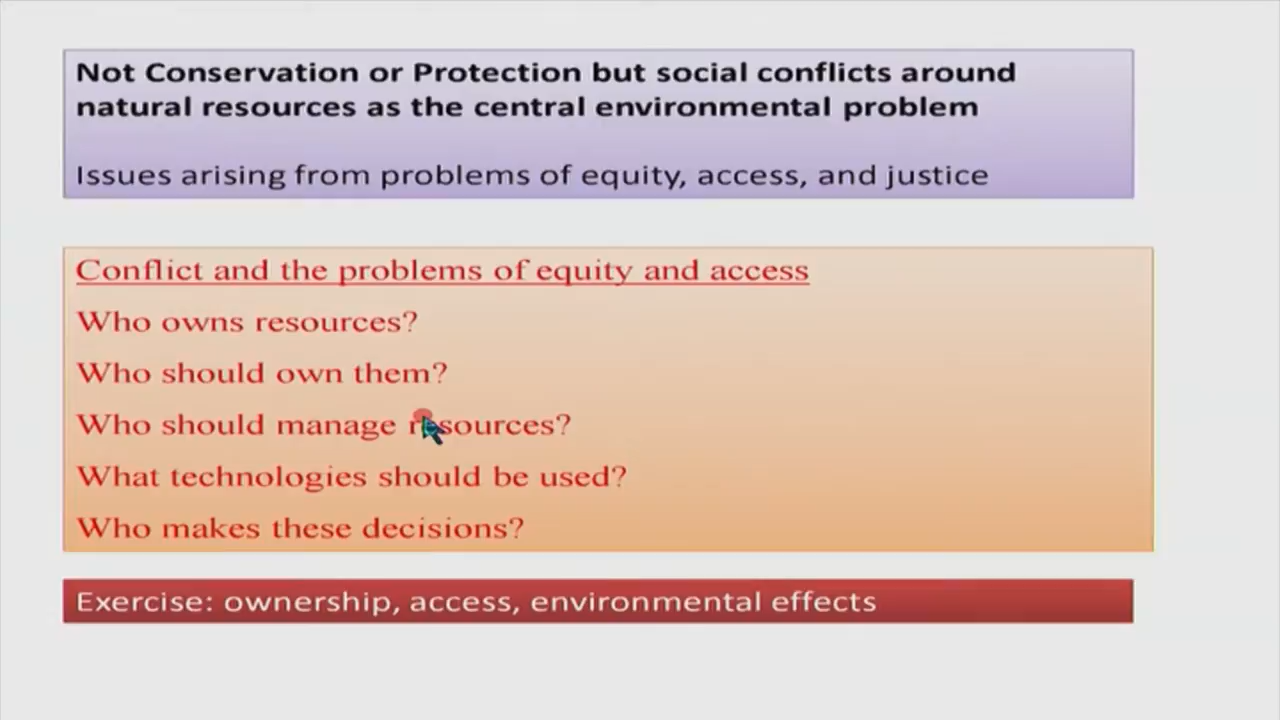 Not Conservation or Protection but social conflicts around
natural resources as the central environmental problem
Issues arising from problems of equity, access, and justice
Conflict and the problems of equity and access
Who owns resources?
Who should own them?
Who should manage resources?
What technologies should be used?
Who makes these decisions?
Exercise: ownership, access, environmental effects